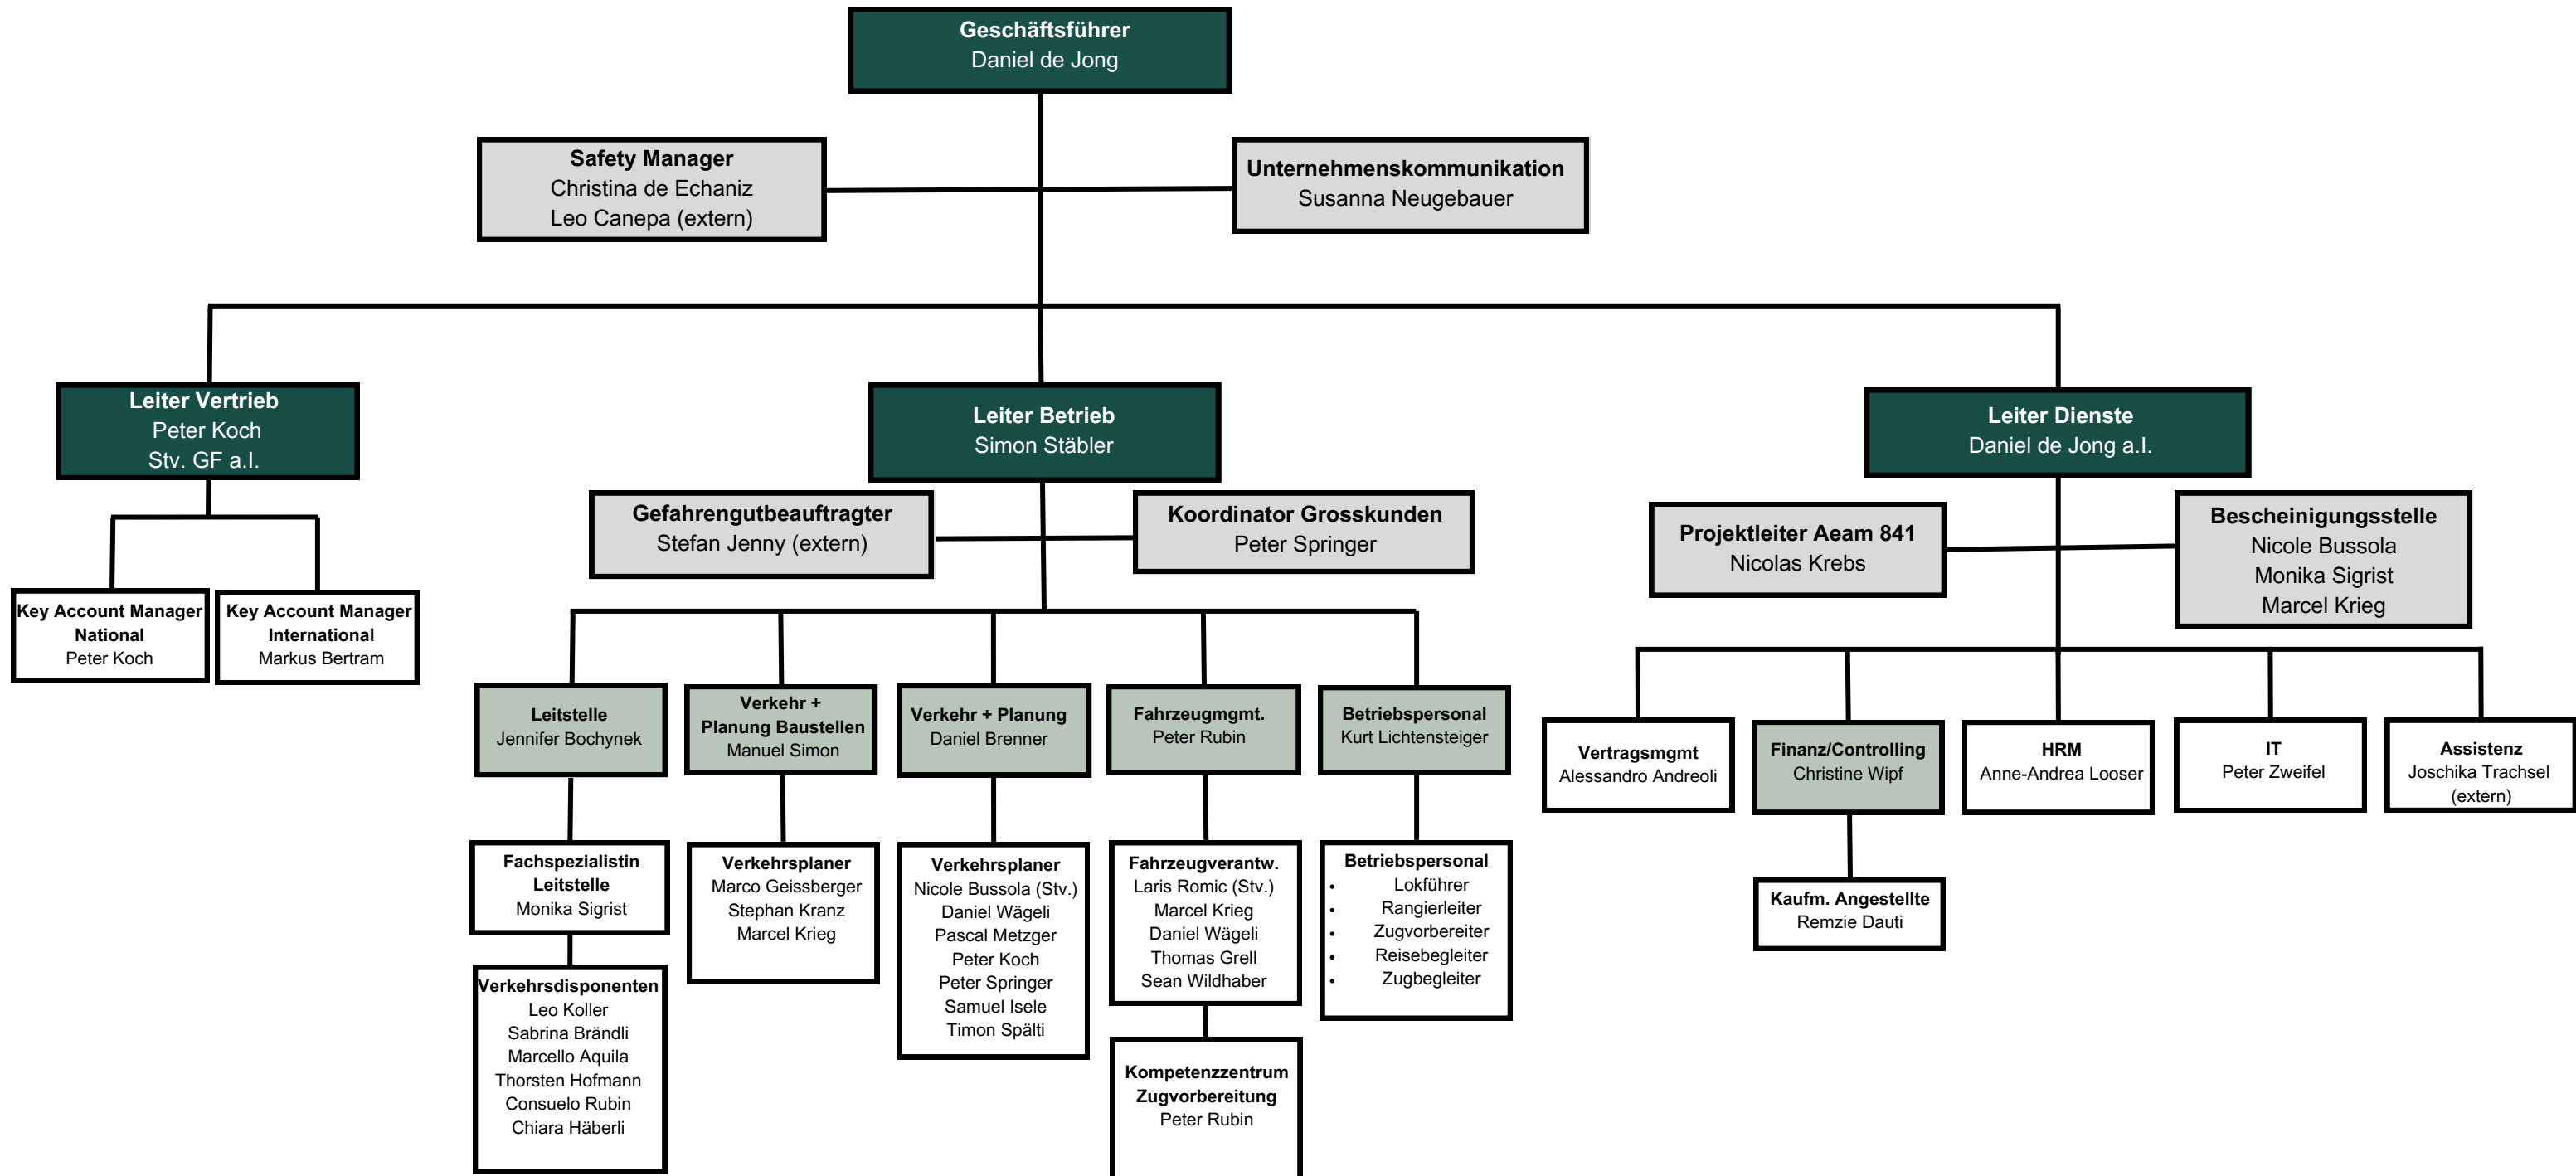 Geschäftsführer
Daniel de Jong
Safety Manager
Christina de Echaniz
Leo Canepa (extern)
Unternehmenskommunikation
Susanna Neugebauer
Leiter Vertrieb
Peter Koch
Stv. GF a.I.
Leiter Betrieb
Simon Stäbler
Leiter Dienste
Daniel de Jong a.I.
Gefahrengutbeauftragter
Stefan Jenny (extern)
Koordinator Grosskunden
Peter Springer
Projektleiter Aeam 841
Nicolas Krebs
Bescheinigungsstelle
Nicole Bussola
Monika Sigrist
Marcel Krieg
Key Account Manager
National
Peter Koch
Key Account Manager
International
Markus Bertram
Leitstelle
Jennifer Bochynek
Verkehr +
Planung Baustellen
Manuel Simon
Verkehr + Planung
Daniel Brenner
Fahrzeugmgmt.
Peter Rubin
Betriebspersonal
Kurt Lichtensteiger
Vertragsmgmt
Alessandro Andreoli
Finanz/Controlling
Christine Wipf
HRM
Anne-Andrea Looser
IT
Peter Zweifel
Assistenz
Joschika Trachsel
(extern)
Fachspezialistin
Leitstelle
Monika Sigrist
Verkehrsplaner
Marco Geissberger
Stephan Kranz
Marcel Krieg
Verkehrsplaner
Nicole Bussola (Stv.)
Daniel Wägeli
Pascal Metzger
Peter Koch
Peter Springer
Samuel Isele
Timon Spälti
Fahrzeugverantw.
Laris Romic (Stv.)
Marcel Krieg
Daniel Wägeli
Thomas Grell
Sean Wildhaber
Betriebspersonal
• Lokführer
• Rangierleiter
• Zugvorbereiter
• Reisebegleiter
• Zugbegleiter
Kaufm. Angestellte
Remzie Dauti
Verkehrsdisponenten
Leo Koller
Sabrina Brändli
Marcello Aquila
Thorsten Hofmann
Consuelo Rubin
Chiara Häberli
Kompetenzzentrum
Zugvorbereitung
Peter Rubin